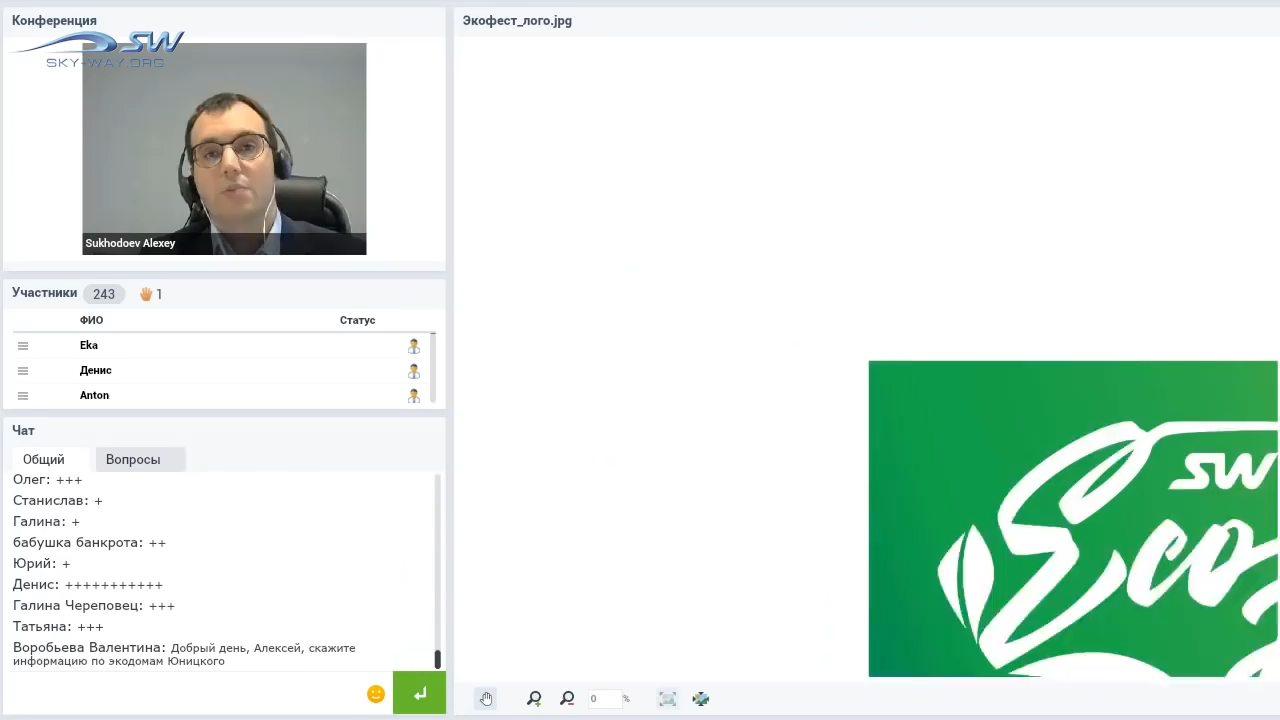 Конференция
SW
SKY-WAY.ORG
Sukhodoev Alexey
Участники 243 1
ФИО Статус
Eka
Денис
Anton
Чат
Общий Вопросы
Олег: +++
Станислав: +
Галина: +
бабушка банкрота: ++
Юрий: +
Денис: +++++++++++
Галина Череповец: +++
Татьяна: +++
Воробьева Валентина: Добрый день, Алексей, скажите
информацию по экодомам Юницкого
Экофест_лого.jpg
SW
Eco
0 %